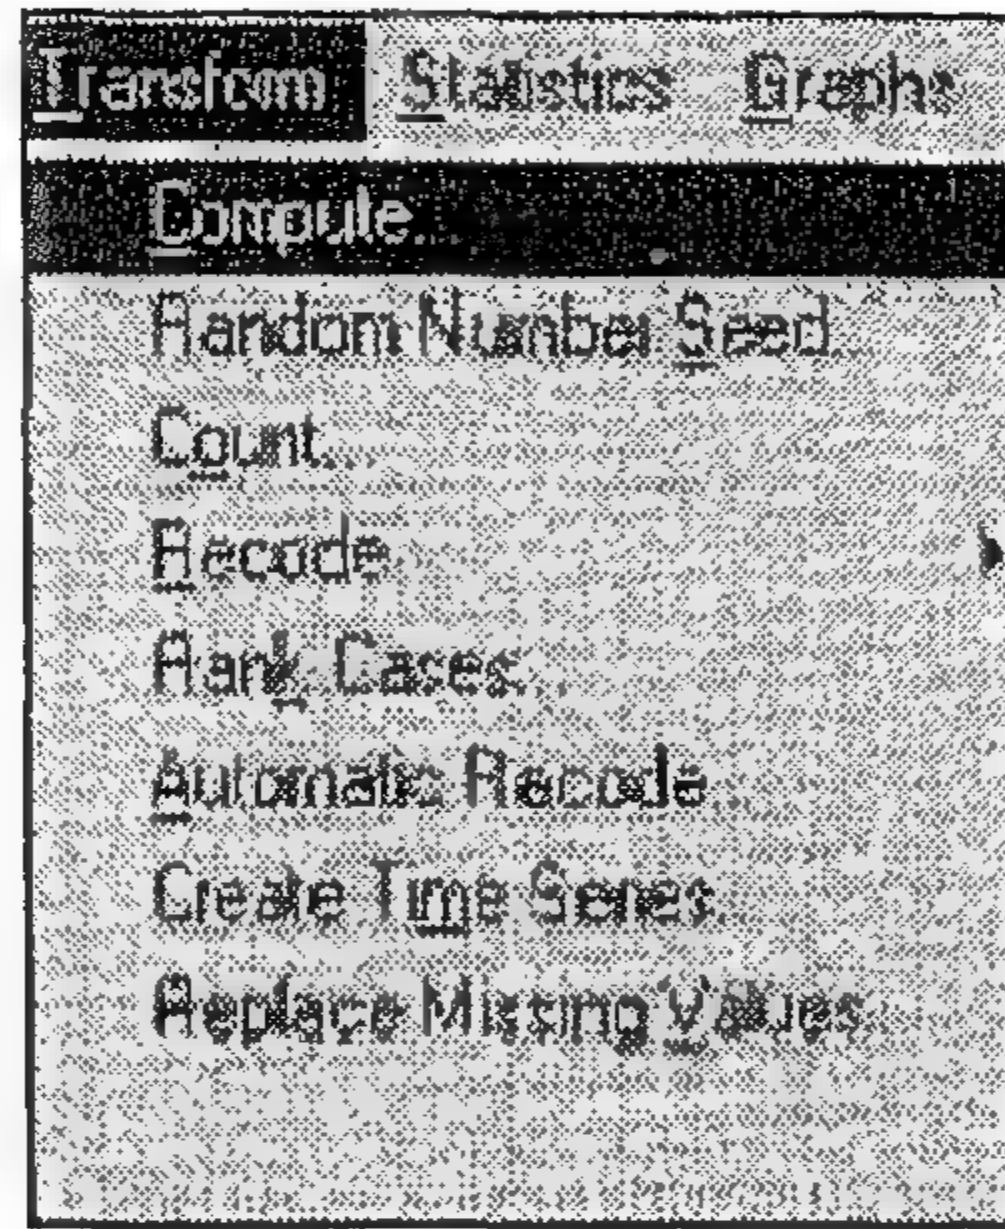 Transform Statistics Graphs
Compute...
Random Number Seed...
Count...
Recode
Rank Cases...
Automatic Recode...
Create Time Series...
Replace Missing Values...